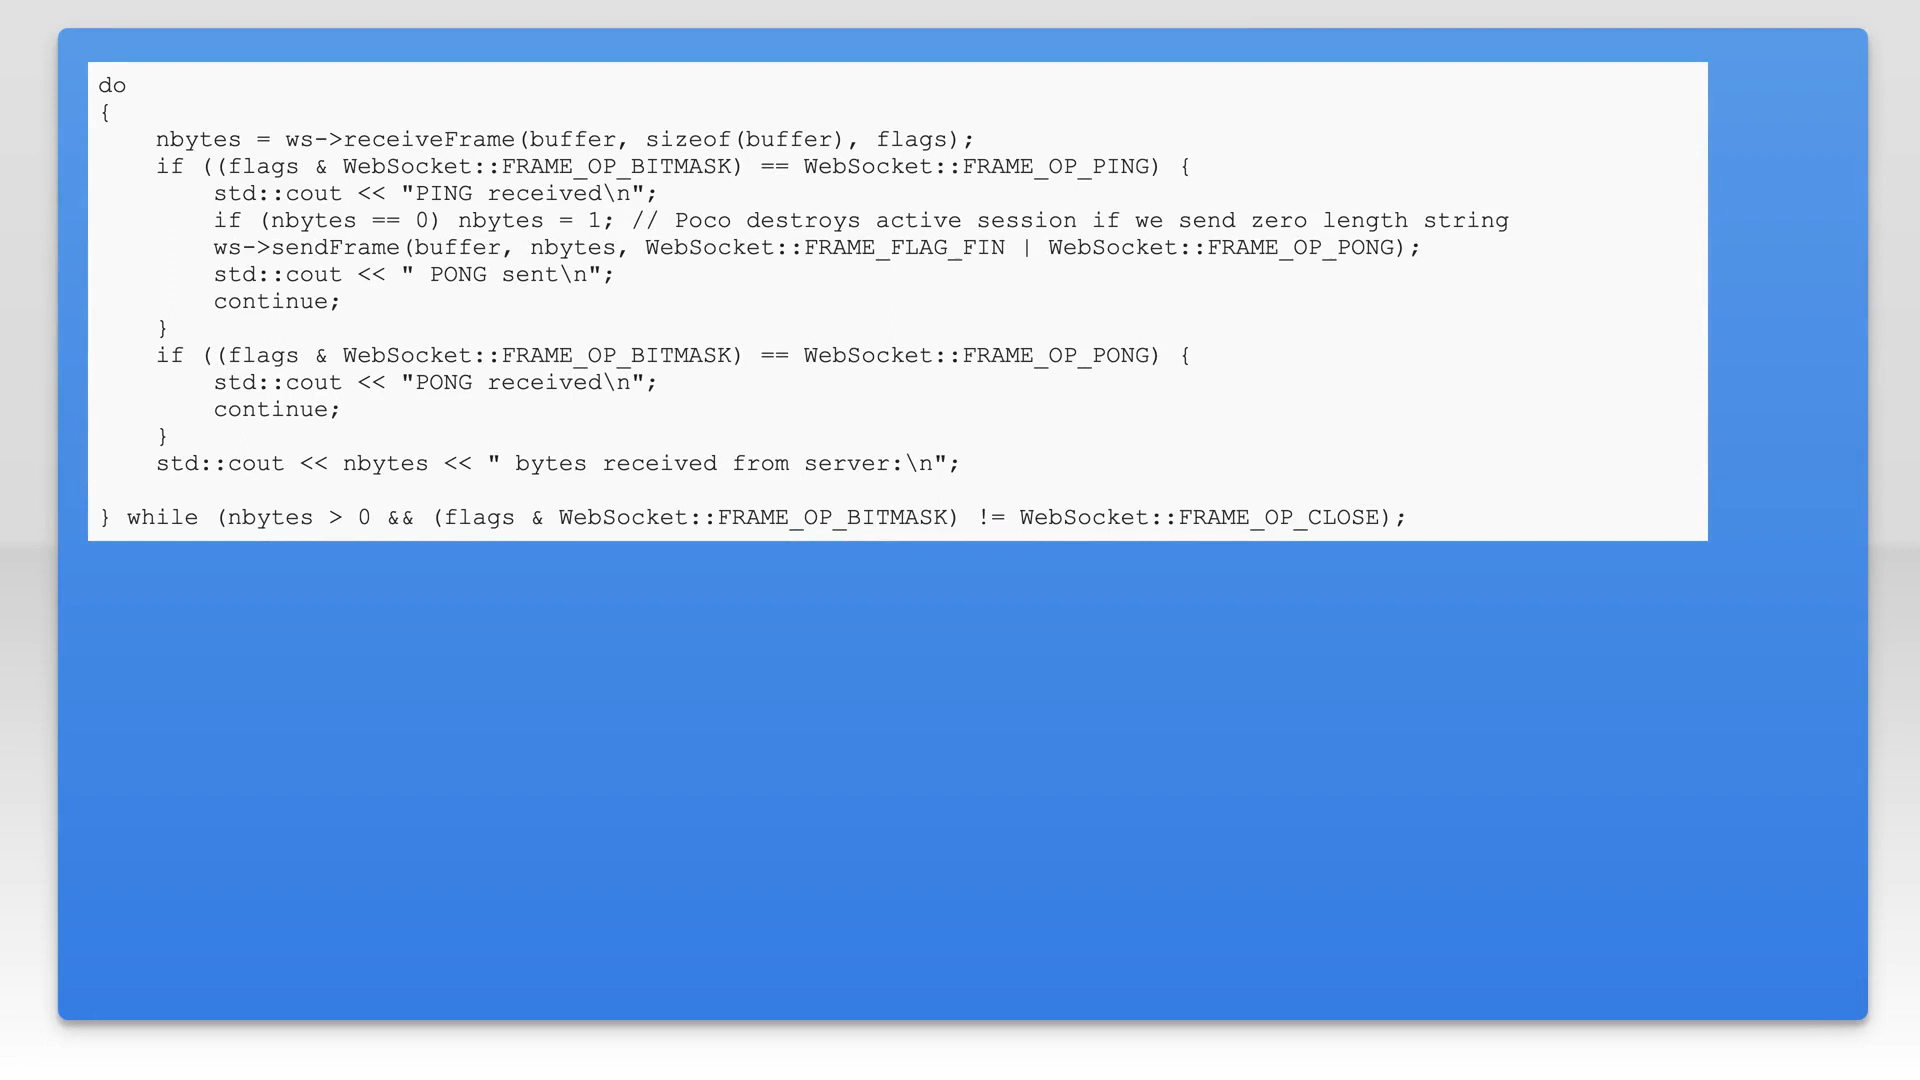 do
{
    nbytes = ws->receiveFrame(buffer, sizeof(buffer), flags);
    if ((flags & WebSocket::FRAME_OP_BITMASK) == WebSocket::FRAME_OP_PING) {
        std::cout << "PING received\n";
        if (nbytes == 0) nbytes = 1; // Poco destroys active session if we send zero length string
        ws->sendFrame(buffer, nbytes, WebSocket::FRAME_FLAG_FIN | WebSocket::FRAME_OP_PONG);
        std::cout << " PONG sent\n";
        continue;
    }
    if ((flags & WebSocket::FRAME_OP_BITMASK) == WebSocket::FRAME_OP_PONG) {
        std::cout << "PONG received\n";
        continue;
    }
    std::cout << nbytes << " bytes received from server:\n";

} while (nbytes > 0 && (flags & WebSocket::FRAME_OP_BITMASK) != WebSocket::FRAME_OP_CLOSE);